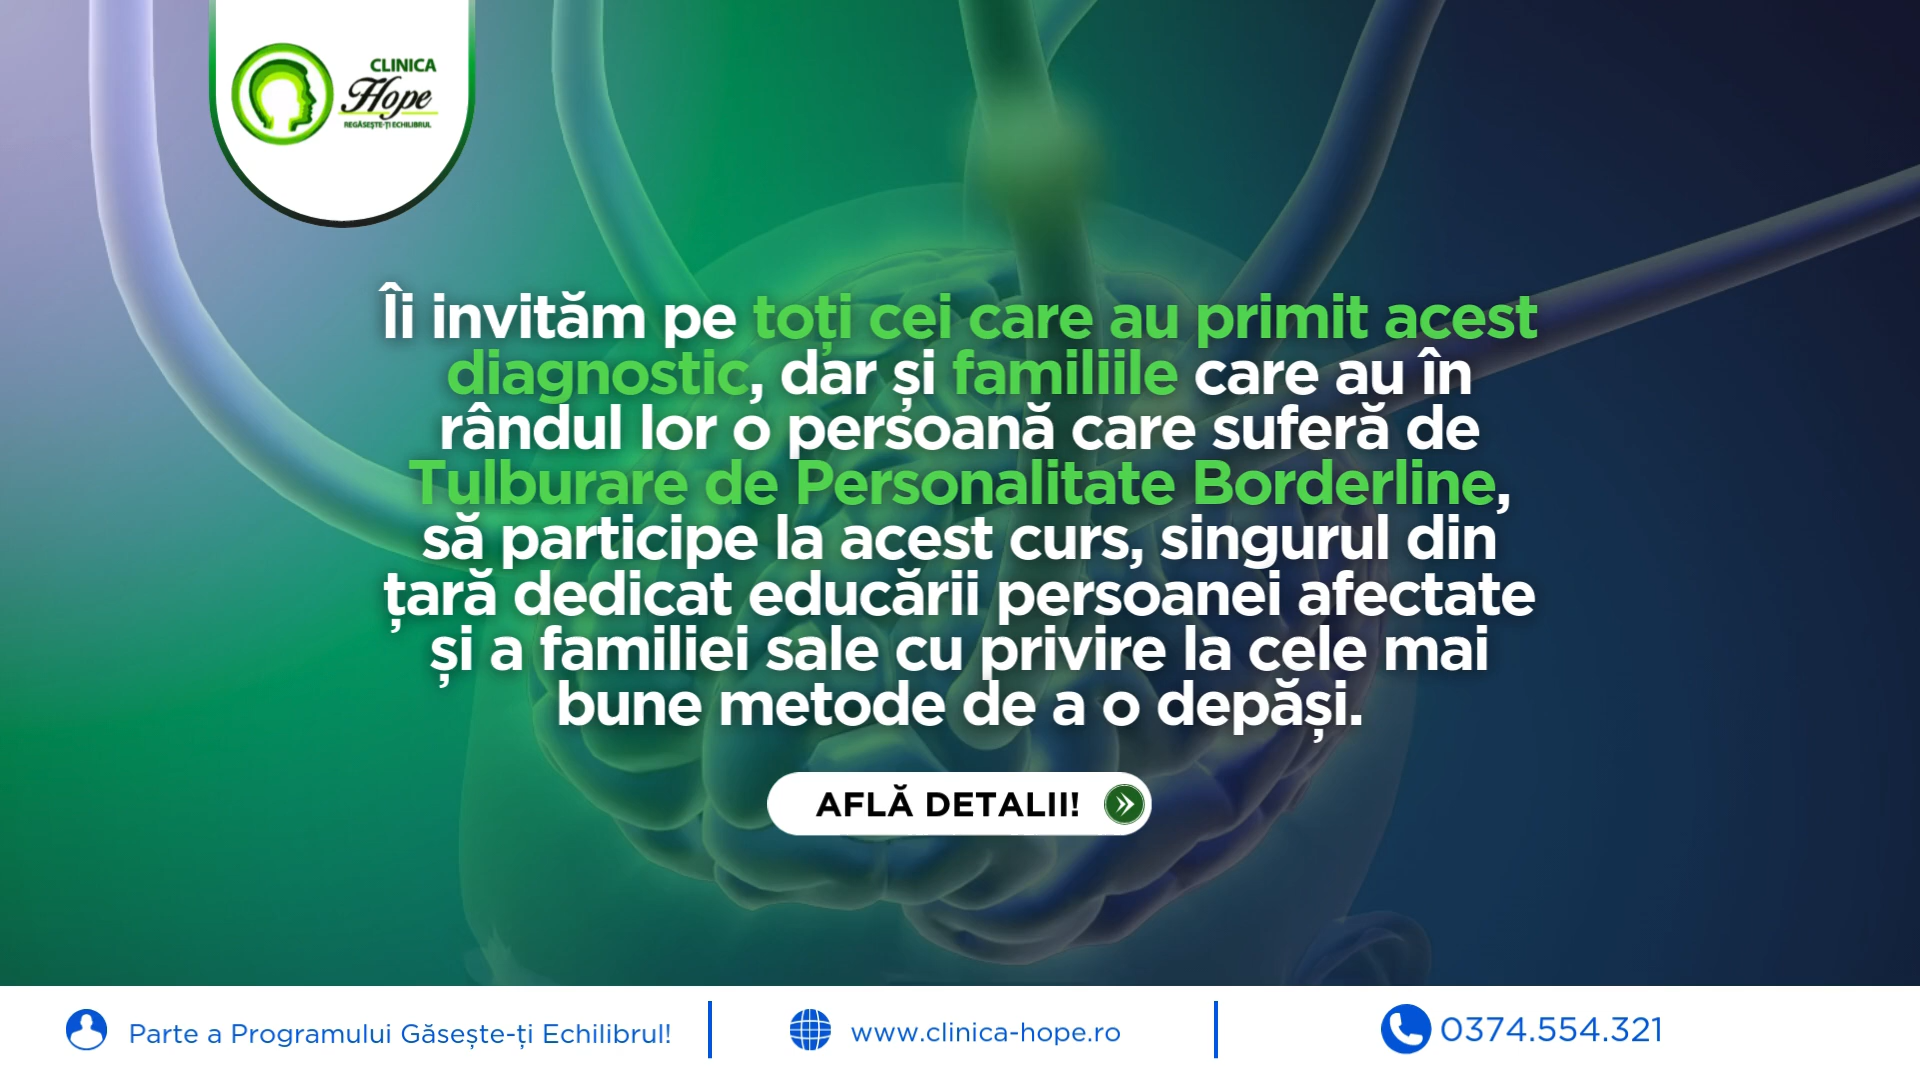 CLINICA
Hope
REGĂSEȘTE-ȚI ECHILIBRUL
Îi invităm pe toți cei care au primit acest
diagnostic, dar și familiile care au în
rândul lor o persoană care suferă de
Tulburare de Personalitate Borderline,
să participe la acest curs, singurul din
țară dedicat educării persoanei afectate
și a familiei sale cu privire la cele mai
bune metode de a o depăși.
AFLĂ DETALII!
Parte a Programului Găsește-ți Echilibrul!
www.clinica-hope.ro
0374.554.321